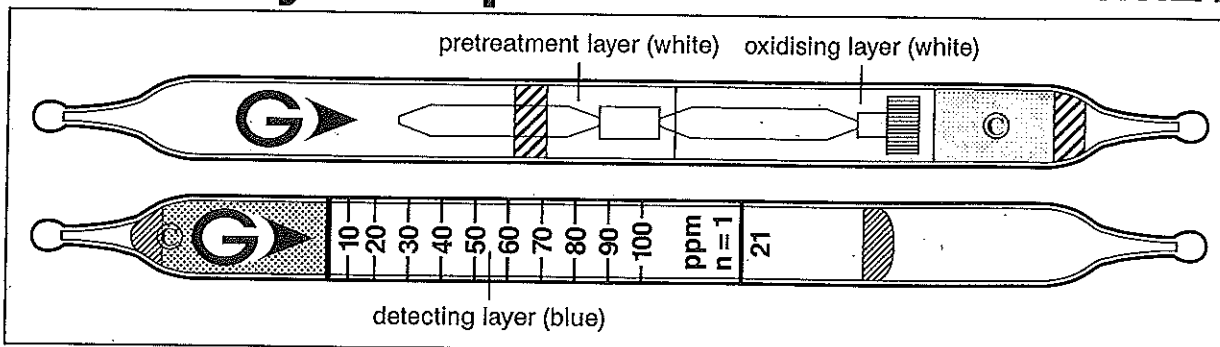 pretreatment layer (white) oxidising layer (white)
G ©
© G 10 20 30 40 50 60 70 80 90 100 ppm n = 1 21
detecting layer (blue)